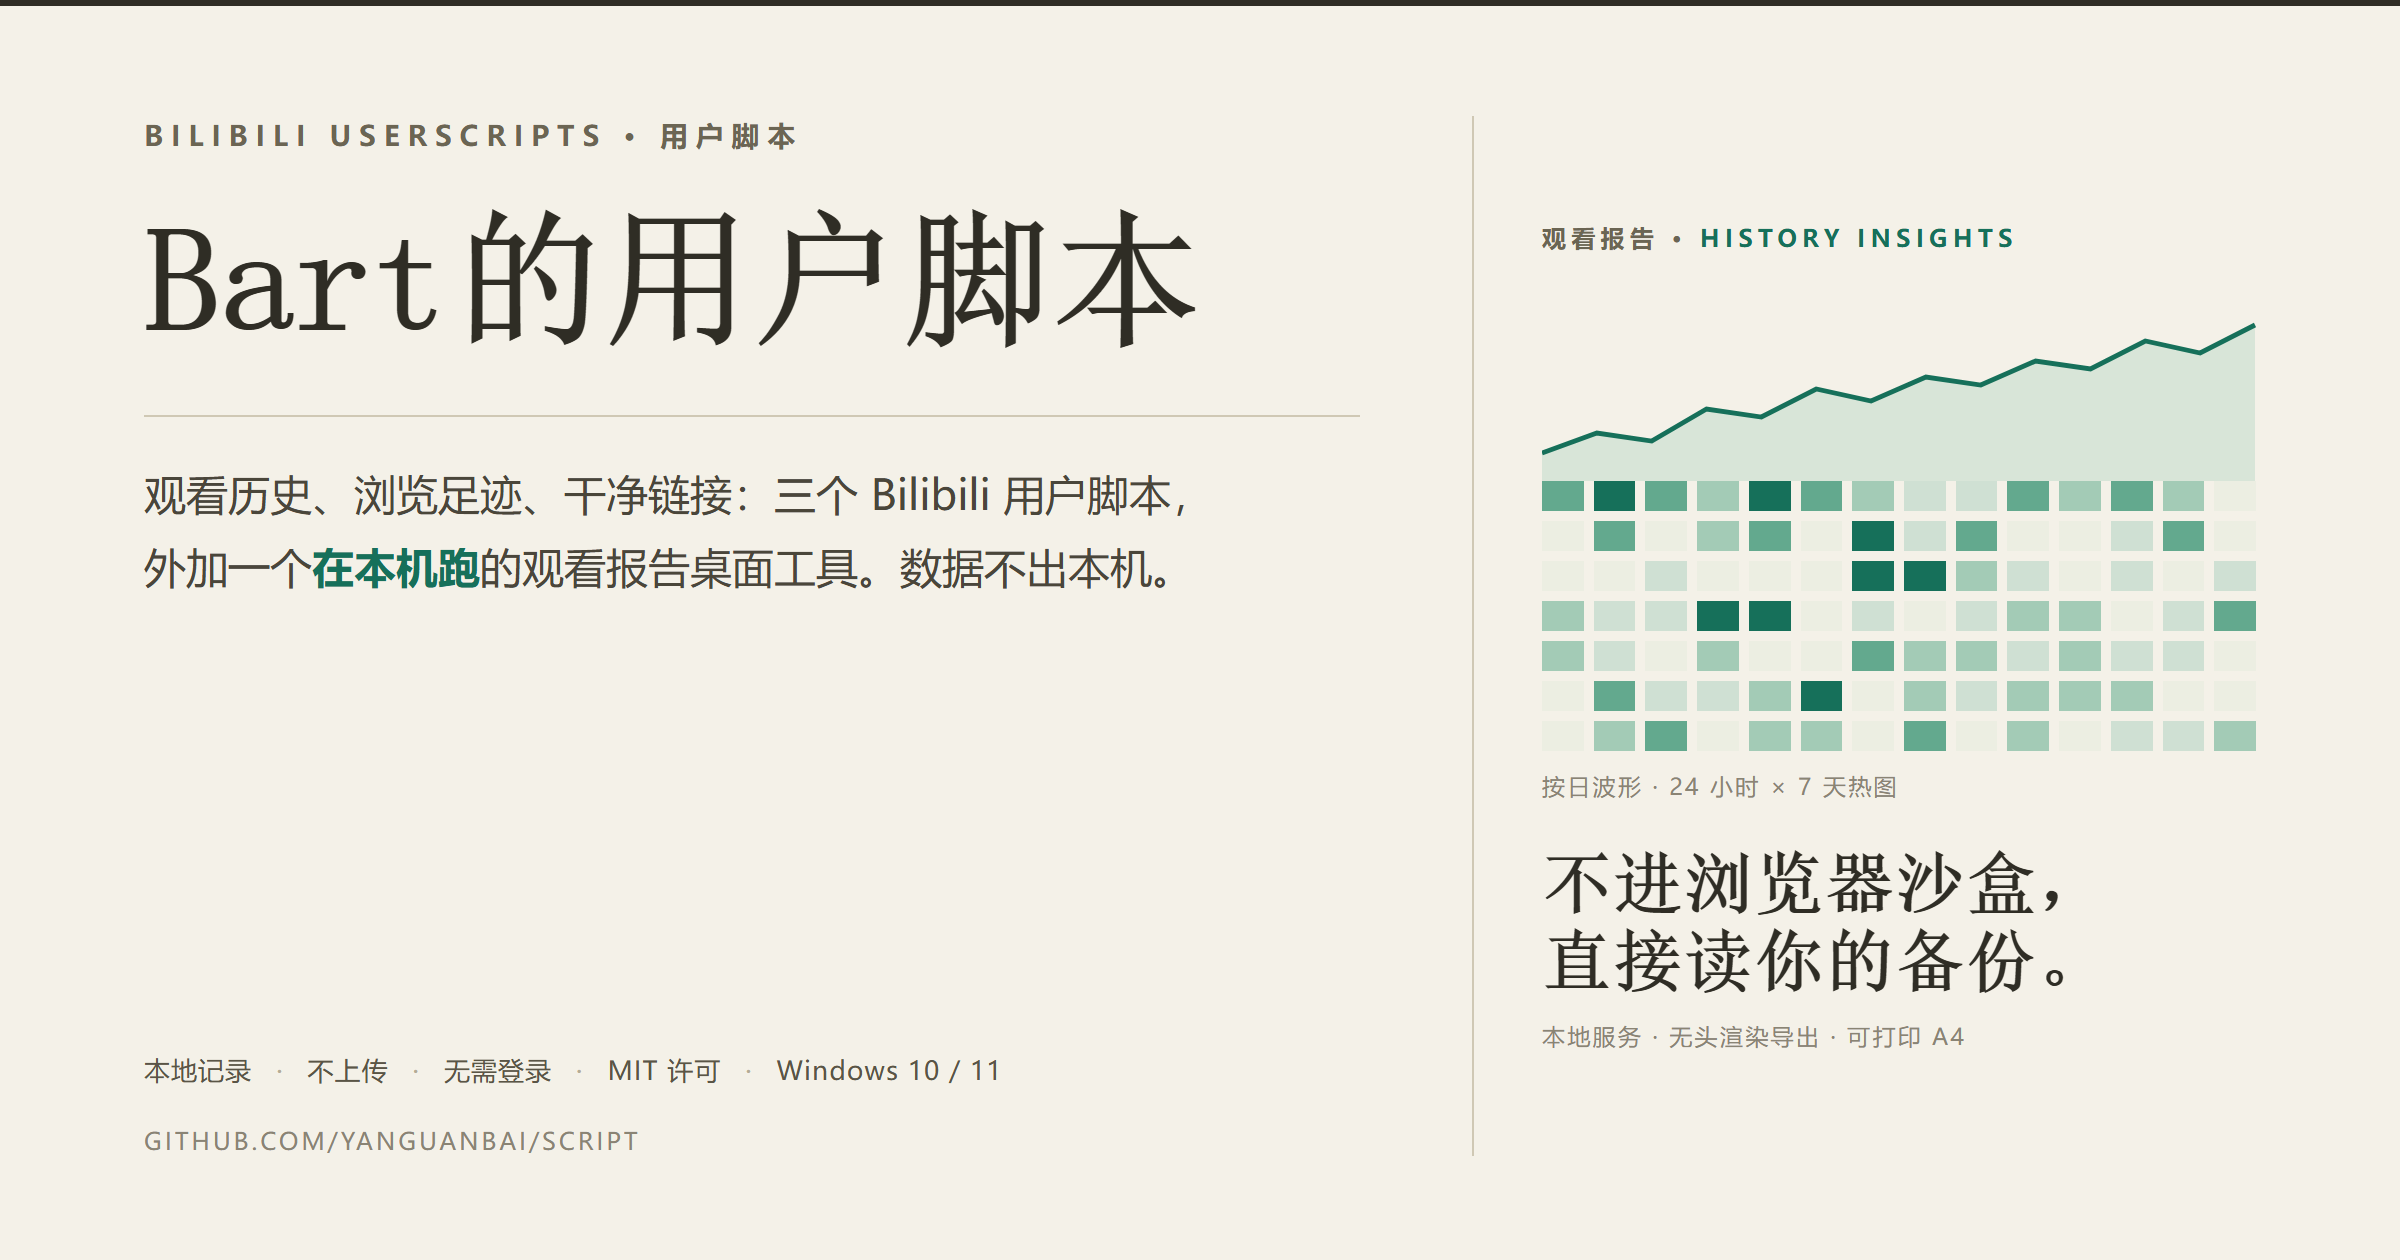 BILIBILI USERSCRIPTS • 用户脚本
Bart的用户脚本
观看历史、浏览足迹、干净链接：三个 Bilibili 用户脚本，
外加一个在本机跑的观看报告桌面工具。数据不出本机。
本地记录 · 不上传 · 无需登录 · MIT 许可 · Windows 10 / 11
GITHUB.COM/YANGUANBAI/SCRIPT
观看报告 • HISTORY INSIGHTS
按日波形 · 24 小时 × 7 天热图
不进浏览器沙盒，
直接读你的备份。
本地服务 · 无头渲染导出 · 可打印 A4